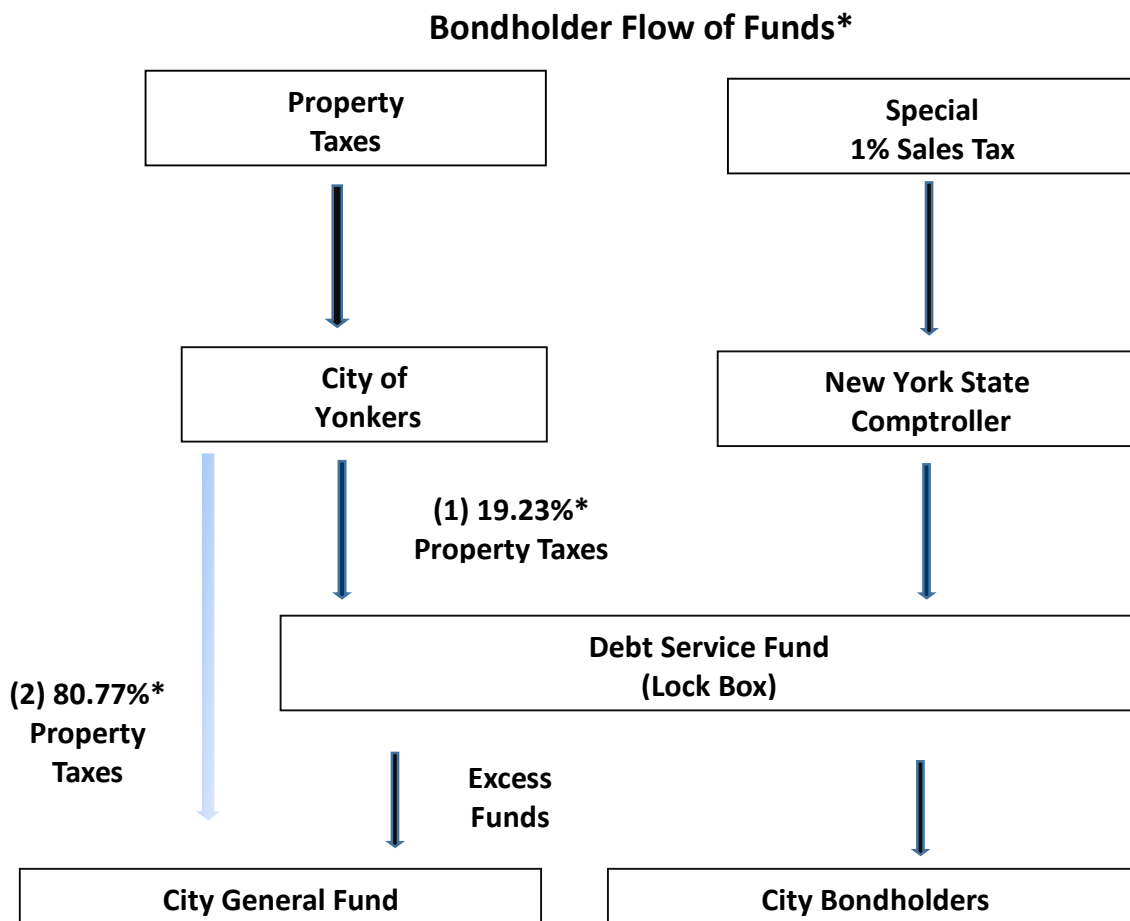 Bondholder Flow of Funds*
Property
Taxes
Special
1% Sales Tax
City of
Yonkers
New York State
Comptroller
(1) 19.23%*
Property Taxes
Debt Service Fund
(Lock Box)
(2) 80.77%*
Property
Taxes
Excess
Funds
City General Fund
City Bondholders